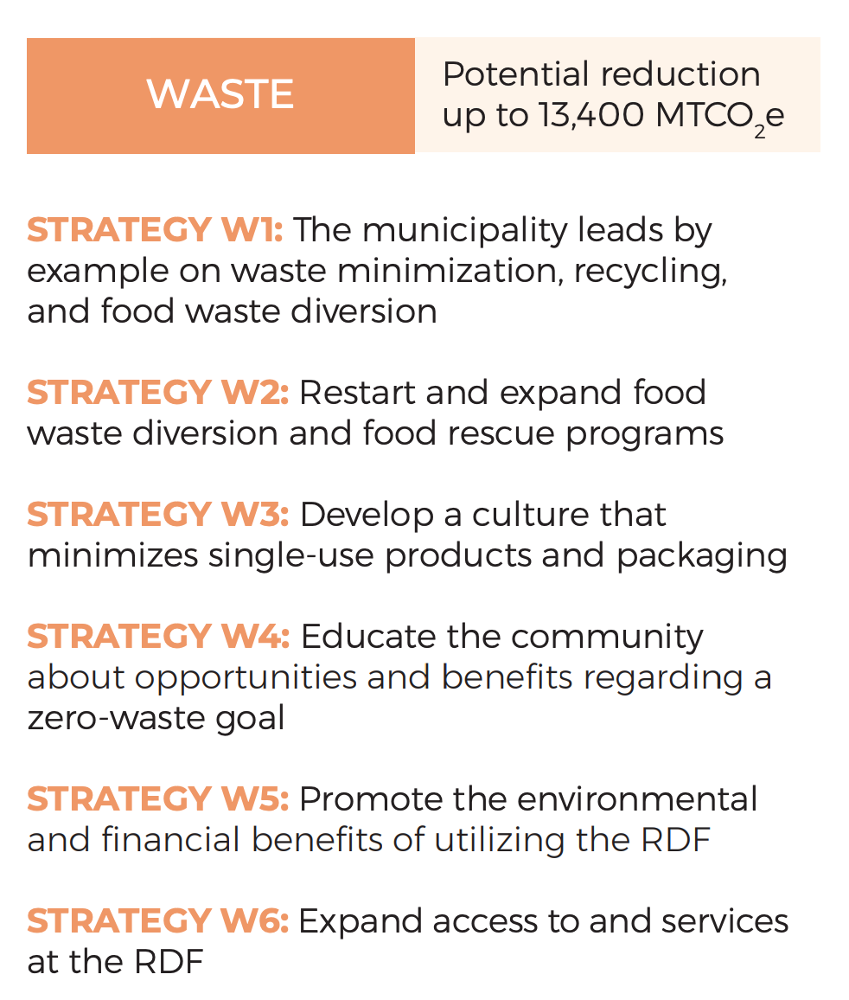 WASTE
Potential reduction
up to 13,400 MTCO₂e
STRATEGY W1: The municipality leads by
example on waste minimization, recycling,
and food waste diversion
STRATEGY W2: Restart and expand food
waste diversion and food rescue programs
STRATEGY W3: Develop a culture that
minimizes single-use products and packaging
STRATEGY W4: Educate the community
about opportunities and benefits regarding a
zero-waste goal
STRATEGY W5: Promote the environmental
and financial benefits of utilizing the RDF
STRATEGY W6: Expand access to and services
at the RDF